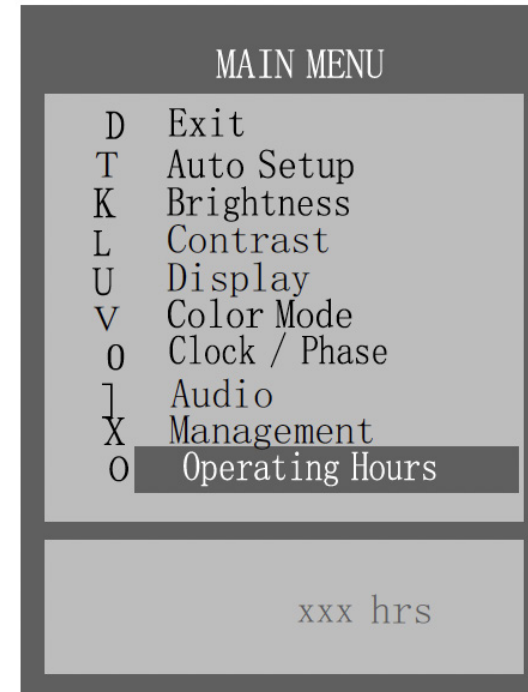 MAIN MENU
D Exit
T Auto Setup
K Brightness
L Contrast
U Display
V Color Mode
0 Clock / Phase
] Audio
X Management
O Operating Hours
xxx hrs